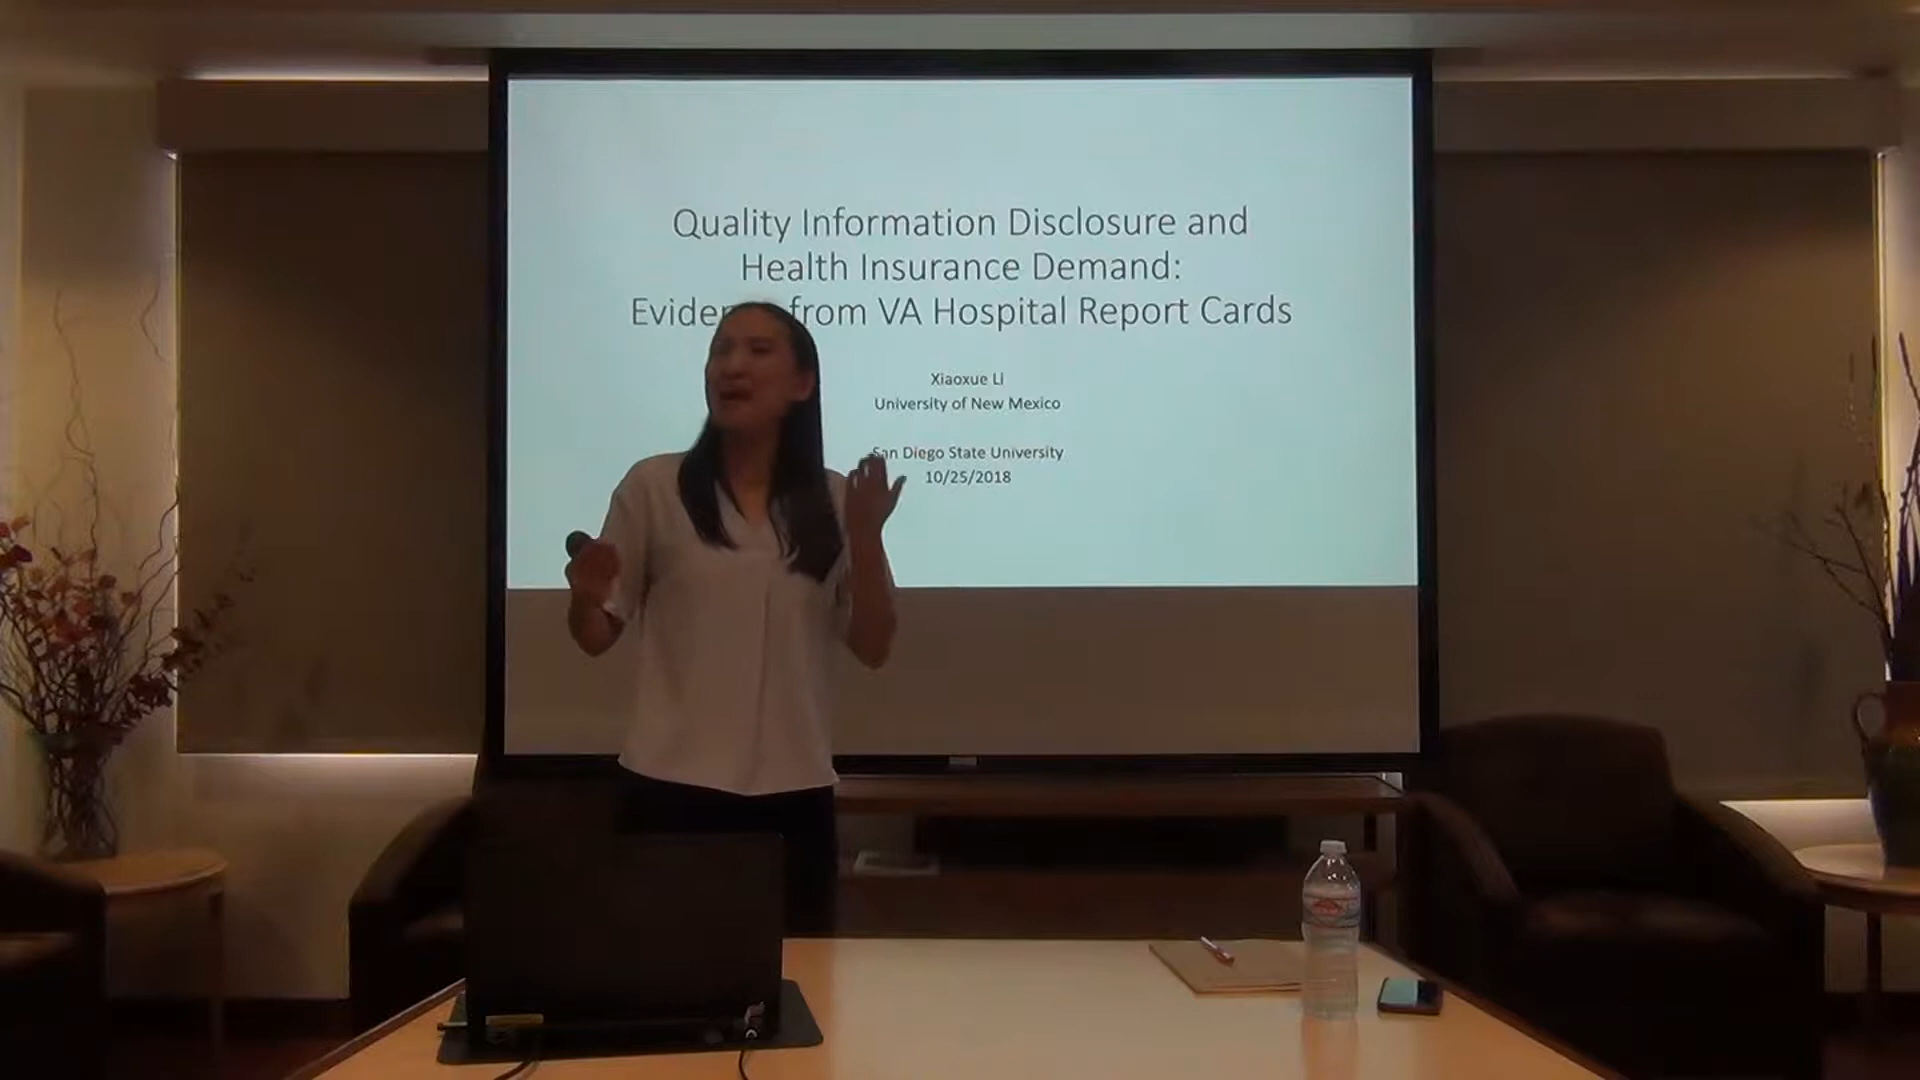 Quality Information Disclosure and
Health Insurance Demand:
from VA Hospital Report Cards
Xiaoxue Li
University of New Mexico
San Diego State University
10/25/2018